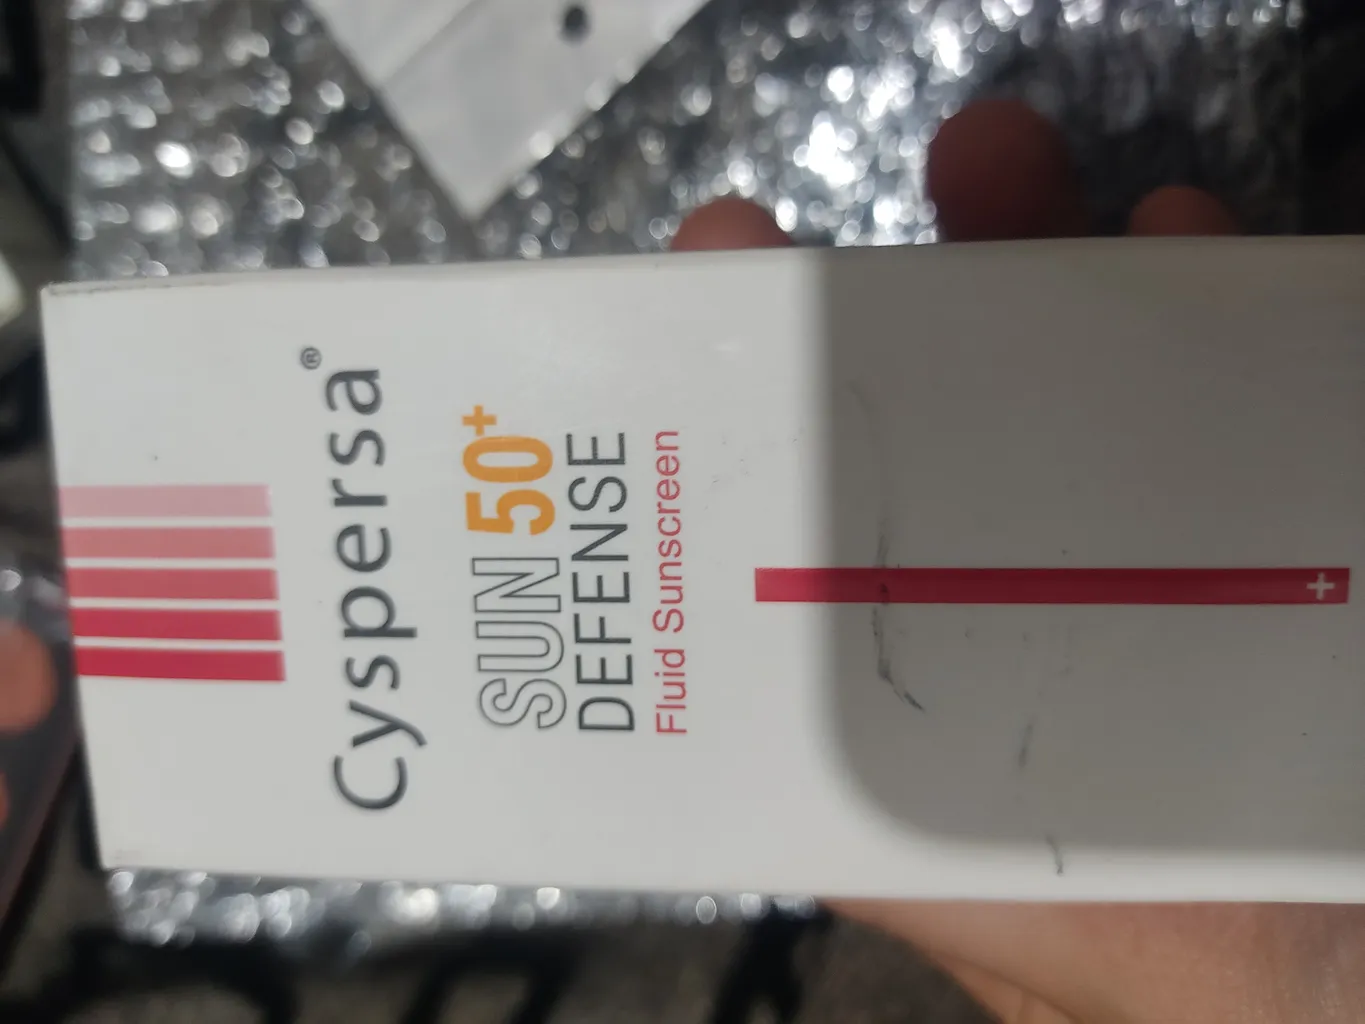 Cyspersa®
SUN 50+
DEFENSE
Fluid Sunscreen
+